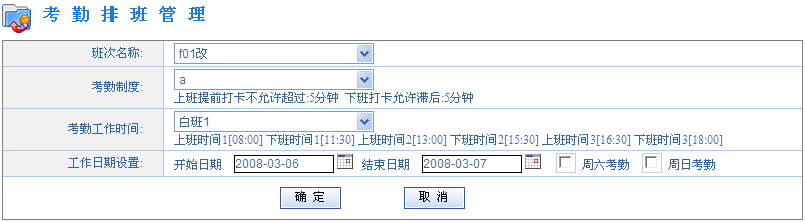 考勤排班管理
班次名称: f01改
考勤制度: a
上班提前打卡不允许超过:5分钟 下班打卡允许滞后:5分钟
考勤工作时间: 白班1
上班时间1[08:00] 下班时间1[11:30] 上班时间2[13:00] 下班时间2[15:30] 上班时间3[16:30] 下班时间3[18:00]
工作日期设置: 开始日期 2008-03-06 结束日期 2008-03-07 周六考勤 周日考勤
确定 取消